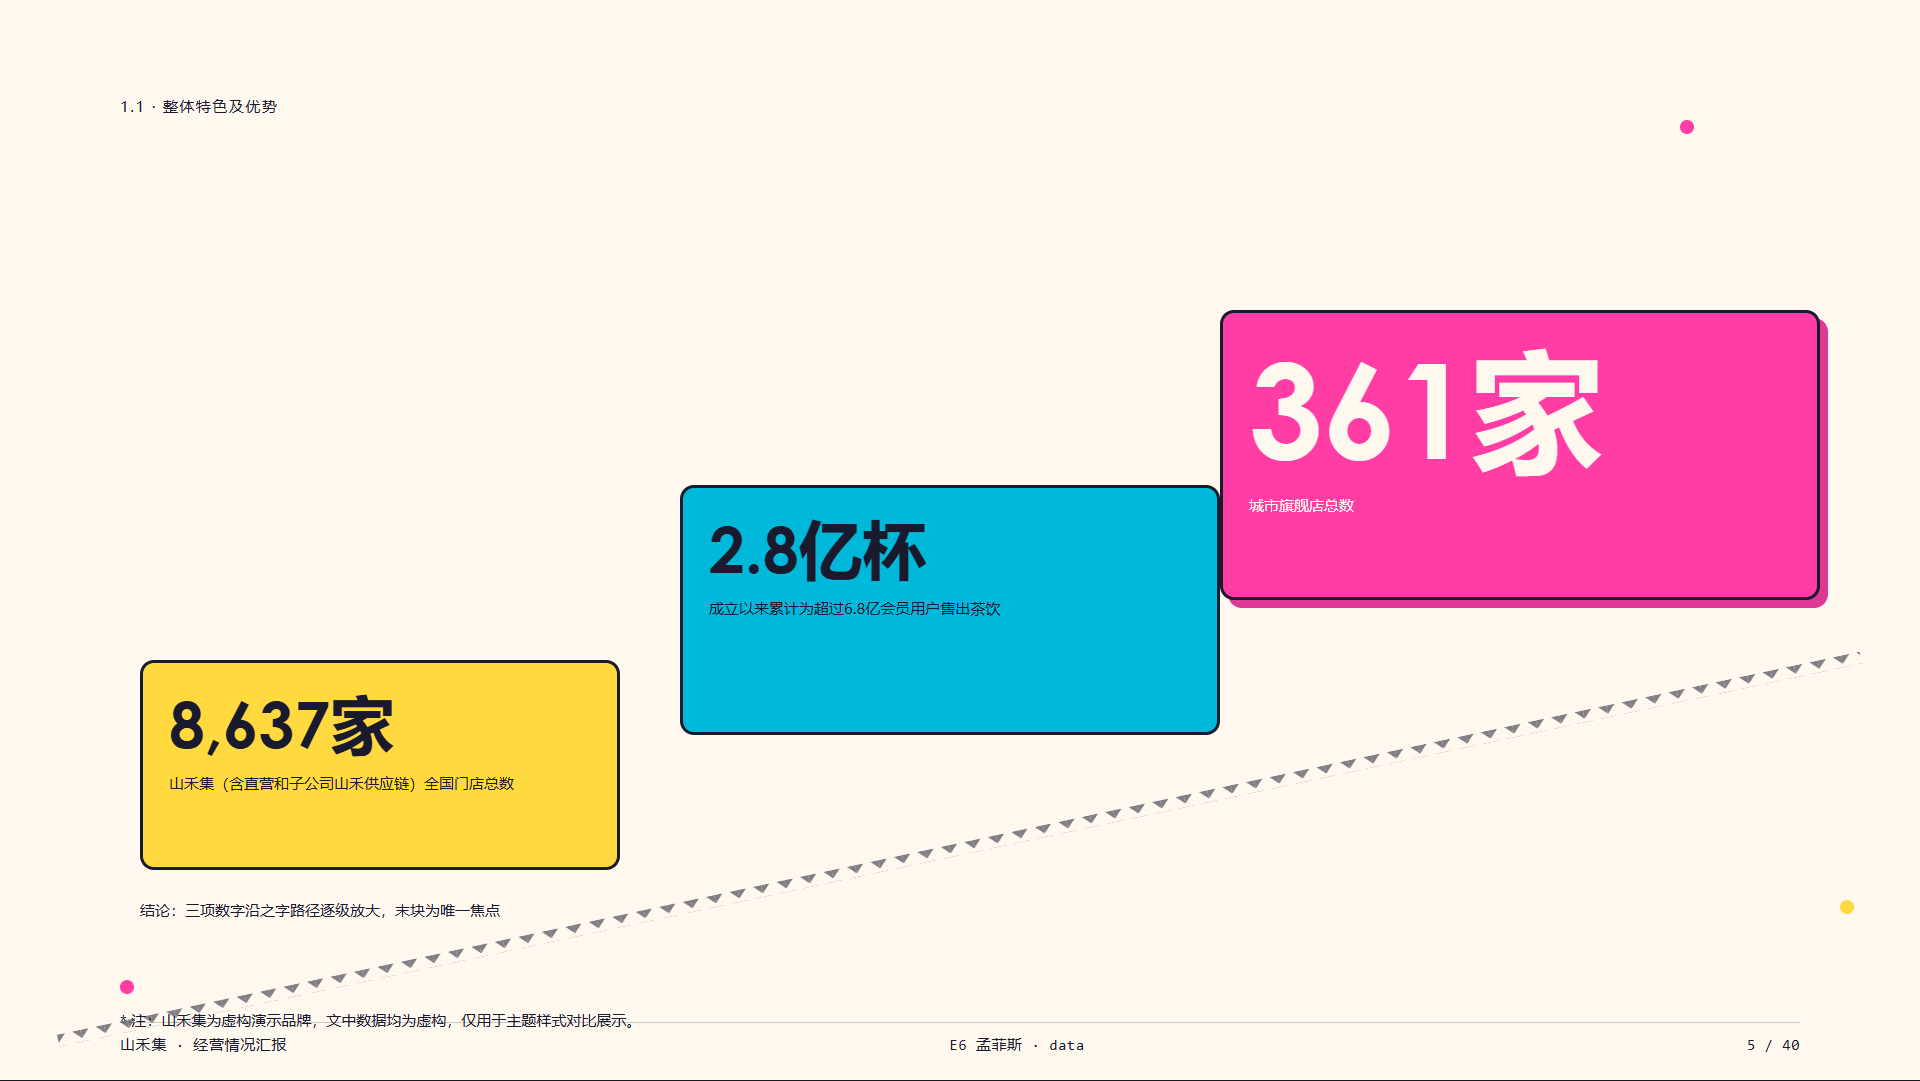 1.1 · 整体特色及优势
361家
城市旗舰店总数
2.8亿杯
成立以来累计为超过6.8亿会员用户售出茶饮
8,637家
山禾集（含直营和子公司山禾供应链）全国门店总数
结论：三项数字沿之字路径逐级放大，末块为唯一焦点
* 注：山禾集为虚构演示品牌，文中数据均为虚构，仅用于主题样式对比展示。
山禾集 · 经营情况汇报
E6 孟菲斯 · data
5 / 40